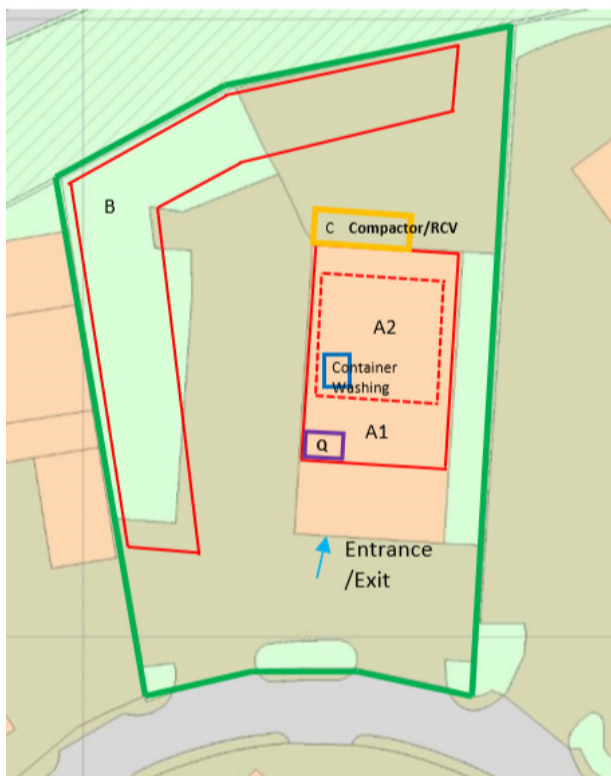 B
C Compactor/RCV
A2
Container
Washing
A1
Q
Entrance
/Exit